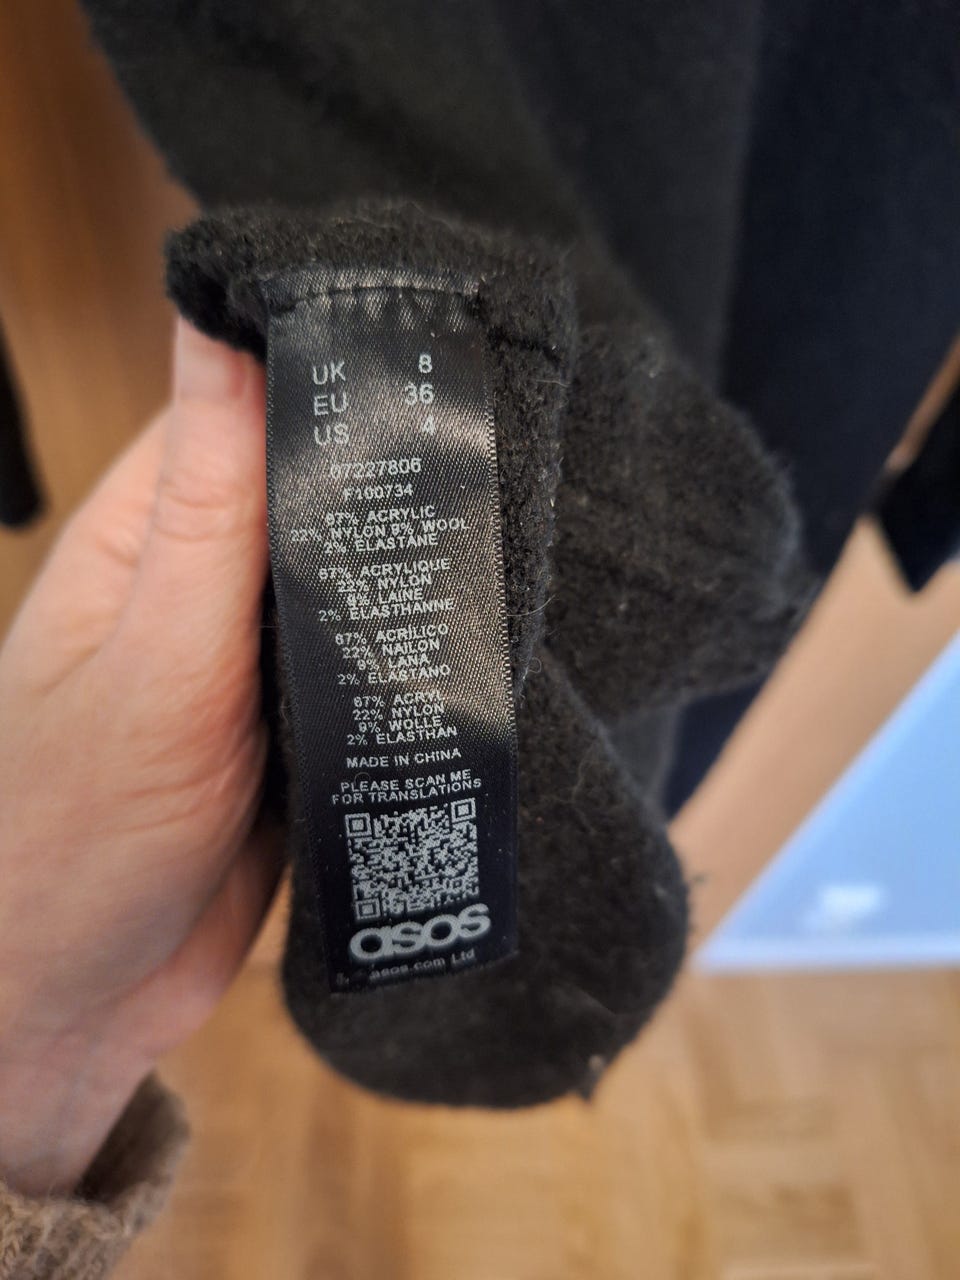 UK 8
EU 36
US 4
07227806
F100734
67% ACRYLIC
22% NYLON 9% WOOL
2% ELASTANE
67% ACRYLIQUE
22% NYLON
9% LAINE
2% ELASTHANNE
67% ACRILICO
22% NAILON
9% LANA
2% ELASTANO
67% ACRYL
22% NYLON
9% WOLLE
2% ELASTHAN
MADE IN CHINA
PLEASE SCAN ME
FOR TRANSLATIONS
asos
asos.com Ltd